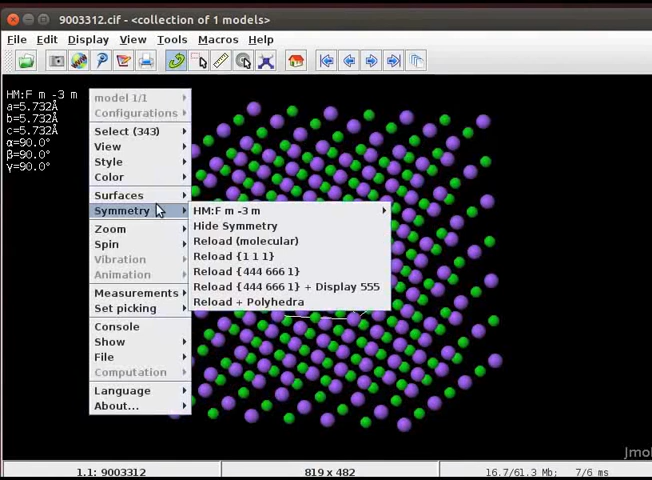 9003312.cif - <collection of 1 models>
File Edit Display View Tools Macros Help
HM:F m -3 m
a=5.732Å
b=5.732Å
c=5.732Å
α=90.0°
β=90.0°
model 1/1
Configurations
Select (343)
View
Style
Color
Surfaces
Symmetry
Zoom
Spin
Vibration
Animation
Measurements
Set picking
Console
Show
File
Computation
Language
About...
HM:F m -3 m
Hide Symmetry
Reload (molecular)
Reload {1 1 1}
Reload {444 666 1}
Reload {444 666 1} + Display 555
Reload + Polyhedra
Jmol
1.1: 9003312 819 x 482 16.7/61.3 Mb; 7/6 ms